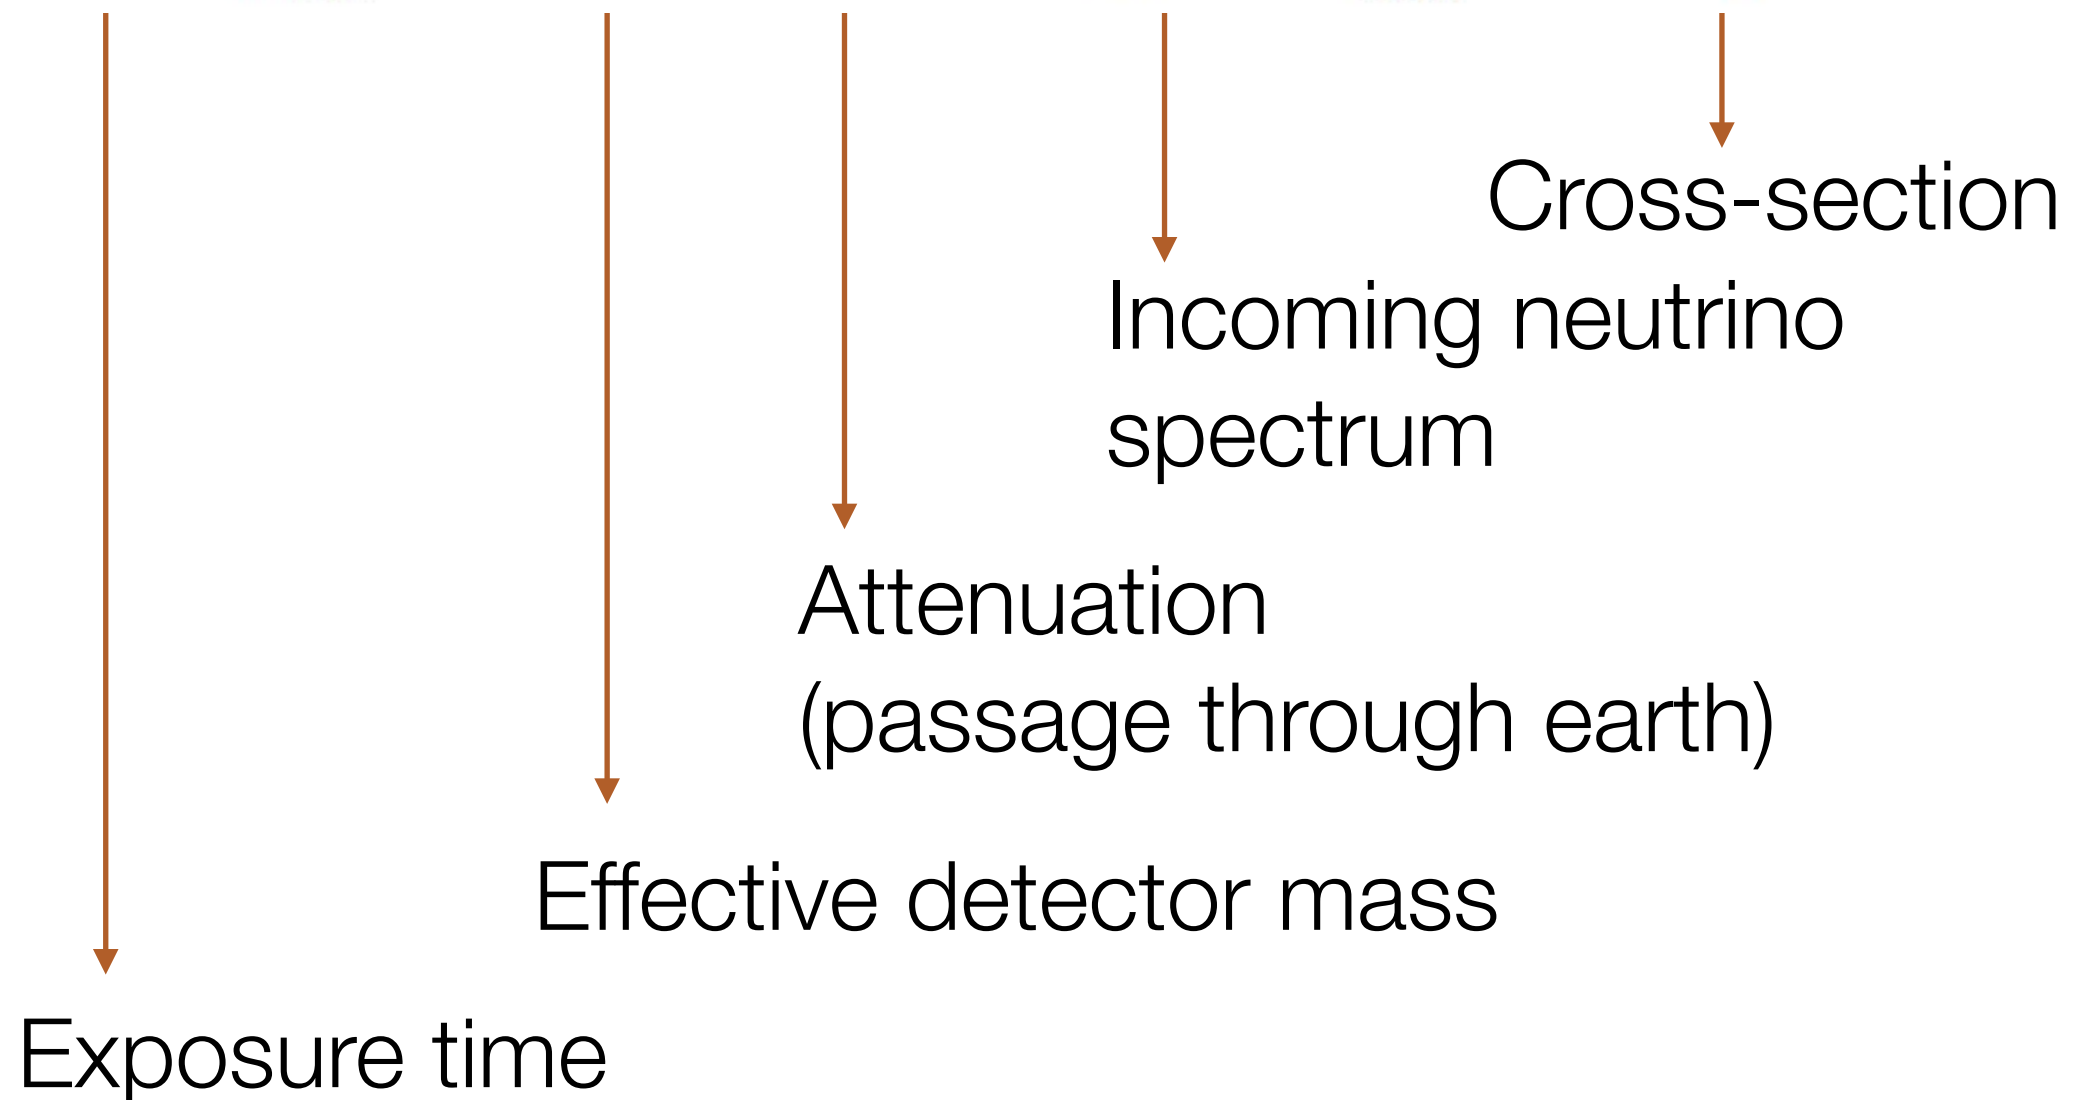 Cross-section
Incoming neutrino
spectrum
Attenuation
(passage through earth)
Effective detector mass
Exposure time